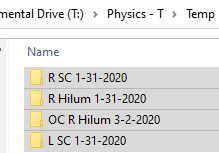 mental Drive (T:) > Physics - T > Temp
Name
R SC 1-31-2020
R Hilum 1-31-2020
OC R Hilum 3-2-2020
L SC 1-31-2020